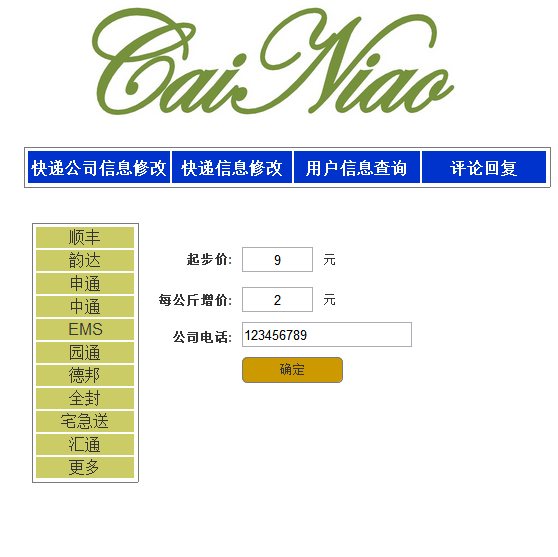 Cai Niao
快递公司信息修改 快递信息修改 用户信息查询 评论回复
顺丰
韵达
申通
中通
EMS
园通
德邦
全封
宅急送
汇通
更多
起步价: 9 元
每公斤增价: 2 元
公司电话: 123456789
确定